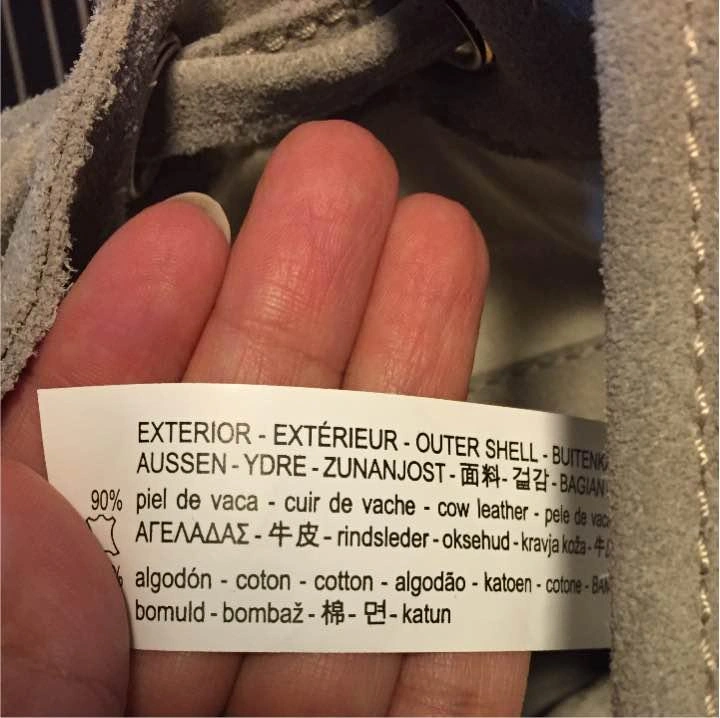 EXTERIOR - EXTÉRIEUR - OUTER SHELL -
AUSSEN - YDRE - ZUNANJOST - 面料 - 겉감 - BAGIAN
90% piel de vaca - cuir de vache - cow leather - pele de
ΑΓΕΛΑΔΑΣ - 牛皮 - rindsleder - oksehud - kravja koža -
% algodón - coton - cotton - algodão - katoen - cotone -
bomuld - bombaž - 棉 - 면 - katun